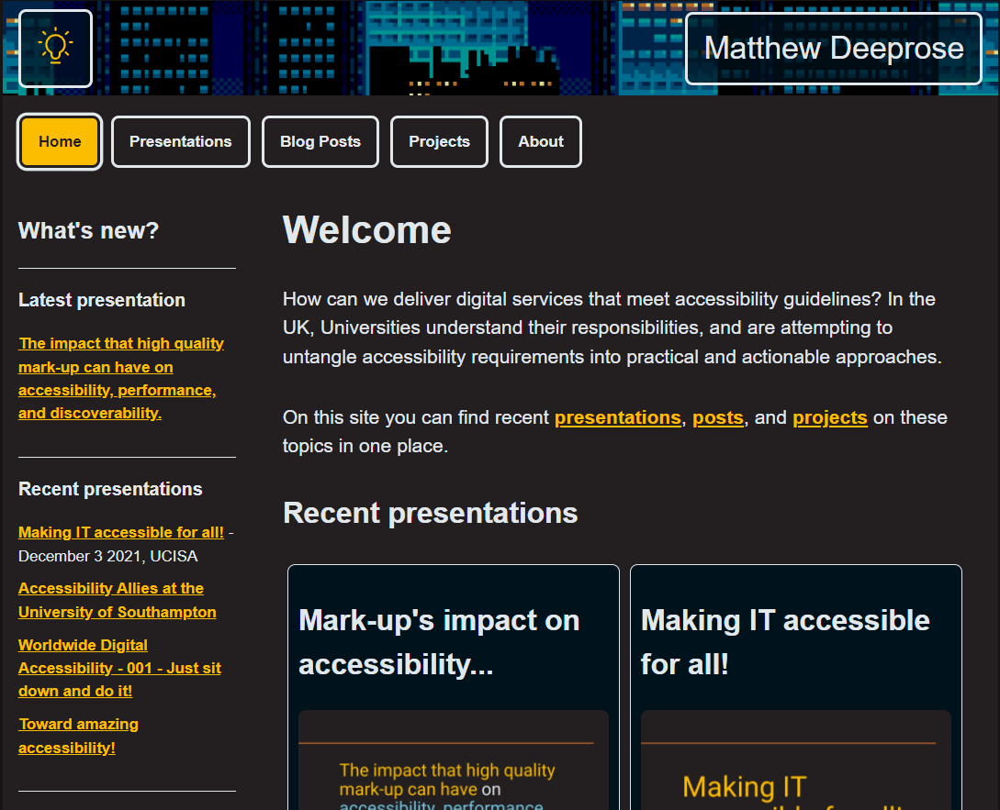 Matthew Deeprose
Home
Presentations
Blog Posts
Projects
About
What's new?
Latest presentation
The impact that high quality
mark-up can have on
accessibility, performance,
and discoverability.
Recent presentations
Making IT accessible for all! -
December 3 2021, UCISA
Accessibility Allies at the
University of Southampton
Worldwide Digital
Accessibility - 001 - Just sit
down and do it!
Toward amazing
accessibility!
Welcome
How can we deliver digital services that meet accessibility guidelines? In the
UK, Universities understand their responsibilities, and are attempting to
untangle accessibility requirements into practical and actionable approaches.
On this site you can find recent presentations, posts, and projects on these
topics in one place.
Recent presentations
Mark-up's impact on
accessibility...
The impact that high quality
mark-up can have on
accessibility, performance
Making IT accessible
for all!
Making IT